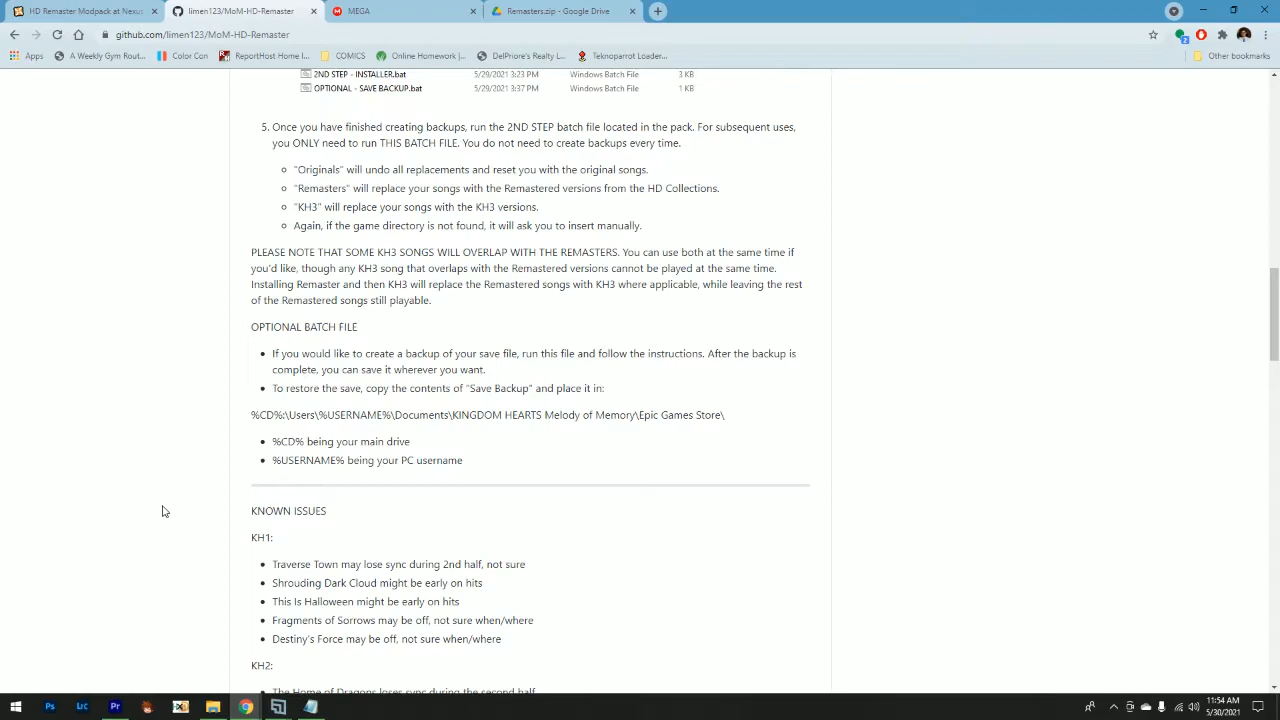 HD Remaster Modpack at Nexus
limen123/MoM-HD-Remaster
MEGA
Remasters.zip - Google Drive
github.com/limen123/MoM-HD-Remaster
Apps
A Weekly Gym Rout...
Color Con
ReportHost Home |...
COMICS
Online Homework |...
DelPriore's Realty |...
Teknoparrot Loader...
Other bookmarks
2ND STEP - INSTALLER.bat 5/29/2021 3:23 PM Windows Batch File 3 KB
OPTIONAL - SAVE BACKUP.bat 5/29/2021 3:37 PM Windows Batch File 1 KB
5. Once you have finished creating backups, run the 2ND STEP batch file located in the pack. For subsequent uses,
you ONLY need to run THIS BATCH FILE. You do not need to create backups every time.
"Originals" will undo all replacements and reset you with the original songs.
"Remasters" will replace your songs with the Remastered versions from the HD Collections.
"KH3" will replace your songs with the KH3 versions.
Again, if the game directory is not found, it will ask you to insert manually.
PLEASE NOTE THAT SOME KH3 SONGS WILL OVERLAP WITH THE REMASTERS. You can use both at the same time if
you'd like, though any KH3 song that overlaps with the Remastered versions cannot be played at the same time.
Installing Remaster and then KH3 will replace the Remastered songs with KH3 where applicable, while leaving the rest
of the Remastered songs still playable.
OPTIONAL BATCH FILE
If you would like to create a backup of your save file, run this file and follow the instructions. After the backup is
complete, you can save it wherever you want.
To restore the save, copy the contents of "Save Backup" and place it in:
%CD%:\Users\%USERNAME%\Documents\KINGDOM HEARTS Melody of Memory\Epic Games Store\
%CD% being your main drive
%USERNAME% being your PC username
KNOWN ISSUES
KH1:
Traverse Town may lose sync during 2nd half, not sure
Shrouding Dark Cloud might be early on hits
This Is Halloween might be early on hits
Fragments of Sorrows may be off, not sure when/where
Destiny's Force may be off, not sure when/where
KH2:
The Home of Dragons loses sync during the second half
11:54 AM
5/30/2021